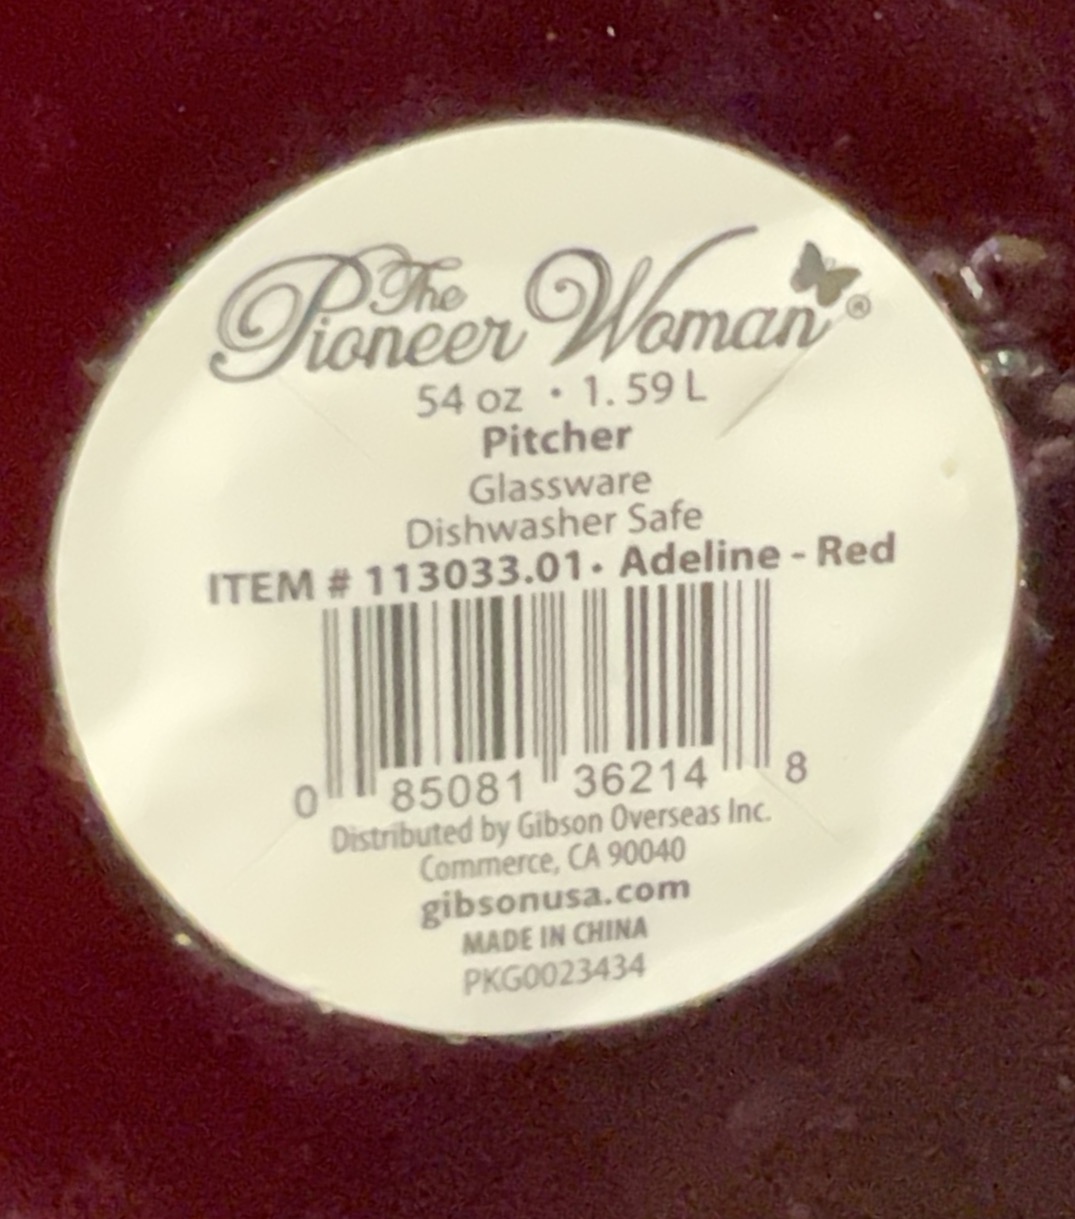 The
Pioneer Woman®
54 oz • 1.59 L
Pitcher
Glassware
Dishwasher Safe
ITEM # 113033.01• Adeline - Red
0 85081 36214 8
Distributed by Gibson Overseas Inc.
Commerce, CA 90040
gibsonusa.com
MADE IN CHINA
PKG0023434